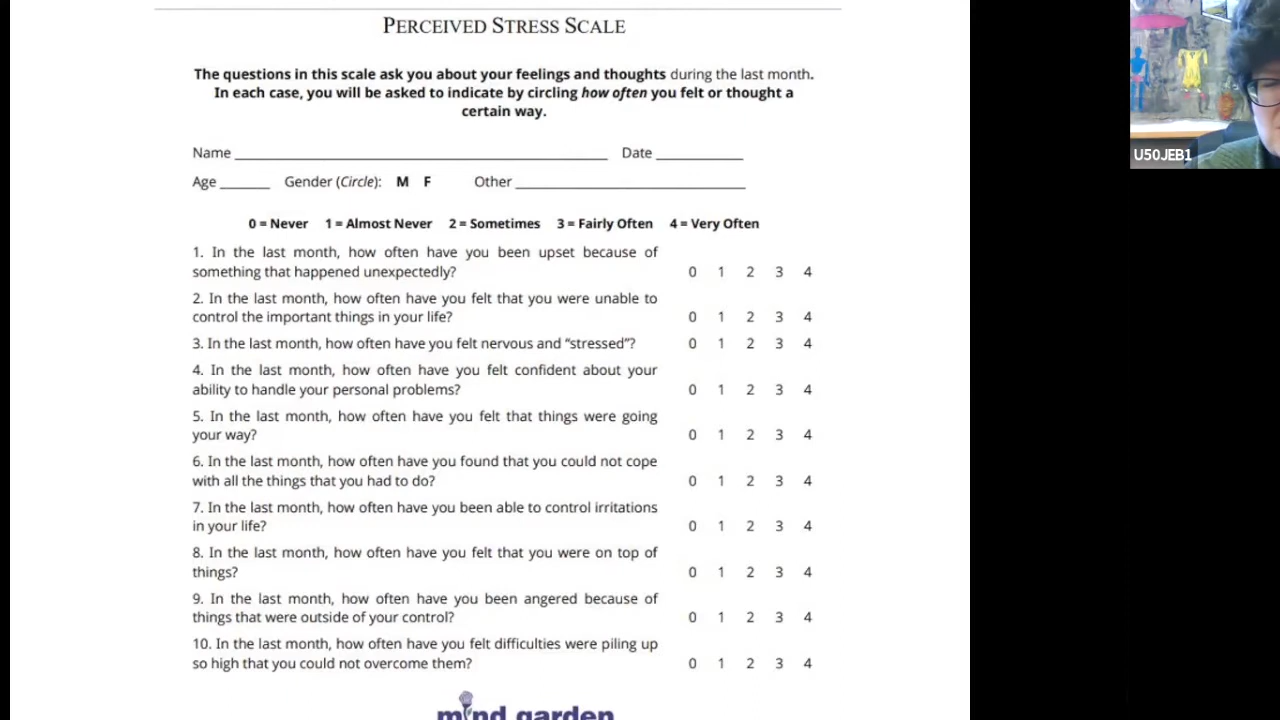 PERCEIVED STRESS SCALE
The questions in this scale ask you about your feelings and thoughts during the last month.
In each case, you will be asked to indicate by circling how often you felt or thought a
certain way.
Name ______________________________ Date _________
Age ______ Gender (Circle): M F Other ____________________
0 = Never 1 = Almost Never 2 = Sometimes 3 = Fairly Often 4 = Very Often
1. In the last month, how often have you been upset because of
something that happened unexpectedly? 0 1 2 3 4
2. In the last month, how often have you felt that you were unable to
control the important things in your life? 0 1 2 3 4
3. In the last month, how often have you felt nervous and “stressed”? 0 1 2 3 4
4. In the last month, how often have you felt confident about your
ability to handle your personal problems? 0 1 2 3 4
5. In the last month, how often have you felt that things were going
your way? 0 1 2 3 4
6. In the last month, how often have you found that you could not cope
with all the things that you had to do? 0 1 2 3 4
7. In the last month, how often have you been able to control irritations
in your life? 0 1 2 3 4
8. In the last month, how often have you felt that you were on top of
things? 0 1 2 3 4
9. In the last month, how often have you been angered because of
things that were outside of your control? 0 1 2 3 4
10. In the last month, how often have you felt difficulties were piling up
so high that you could not overcome them? 0 1 2 3 4
mind garden
U50JEB1